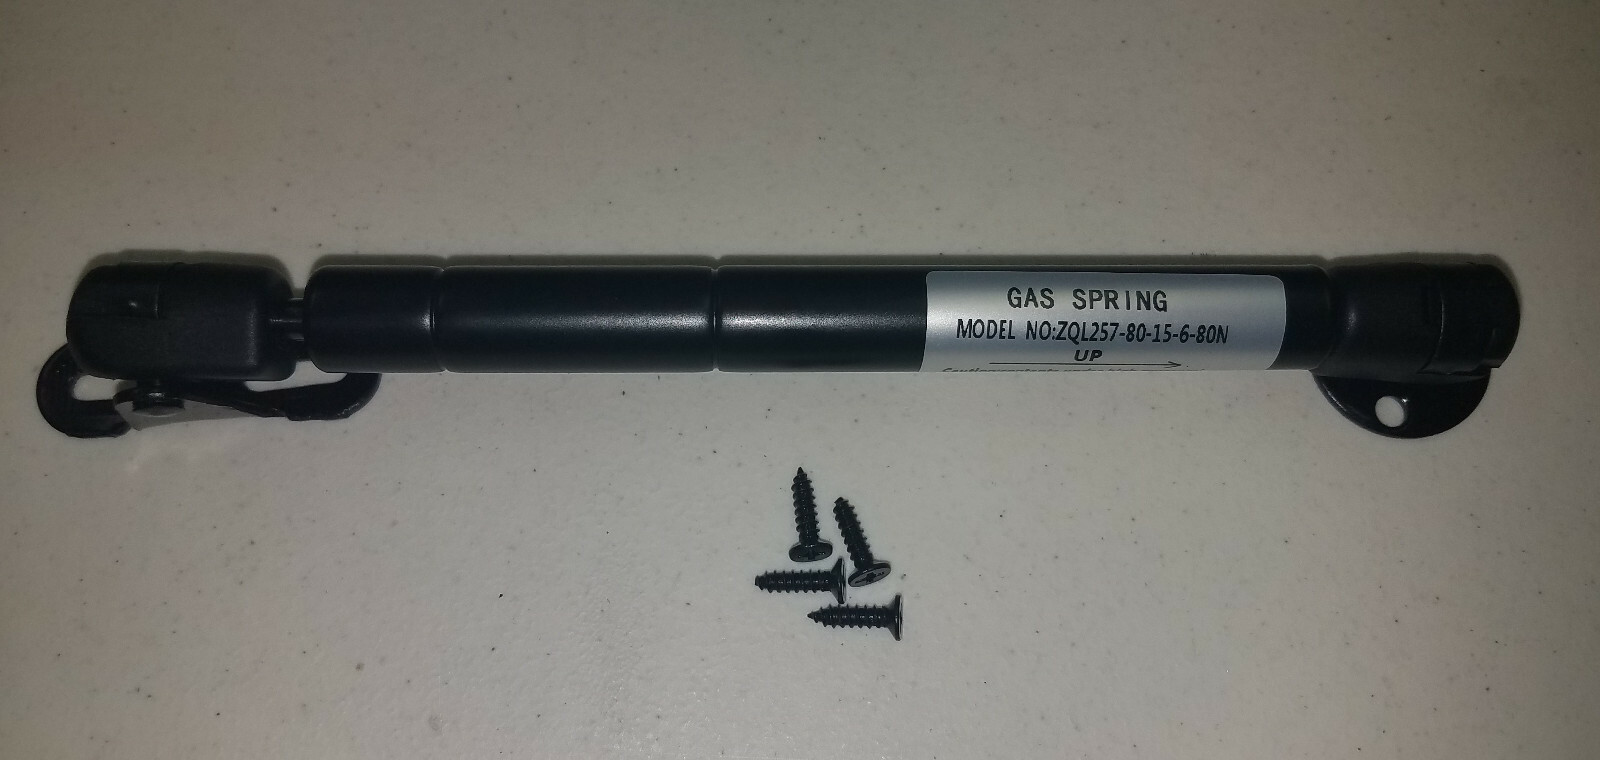 GAS SPRING
MODEL NO:ZQL257-80-15-6-80N
UP